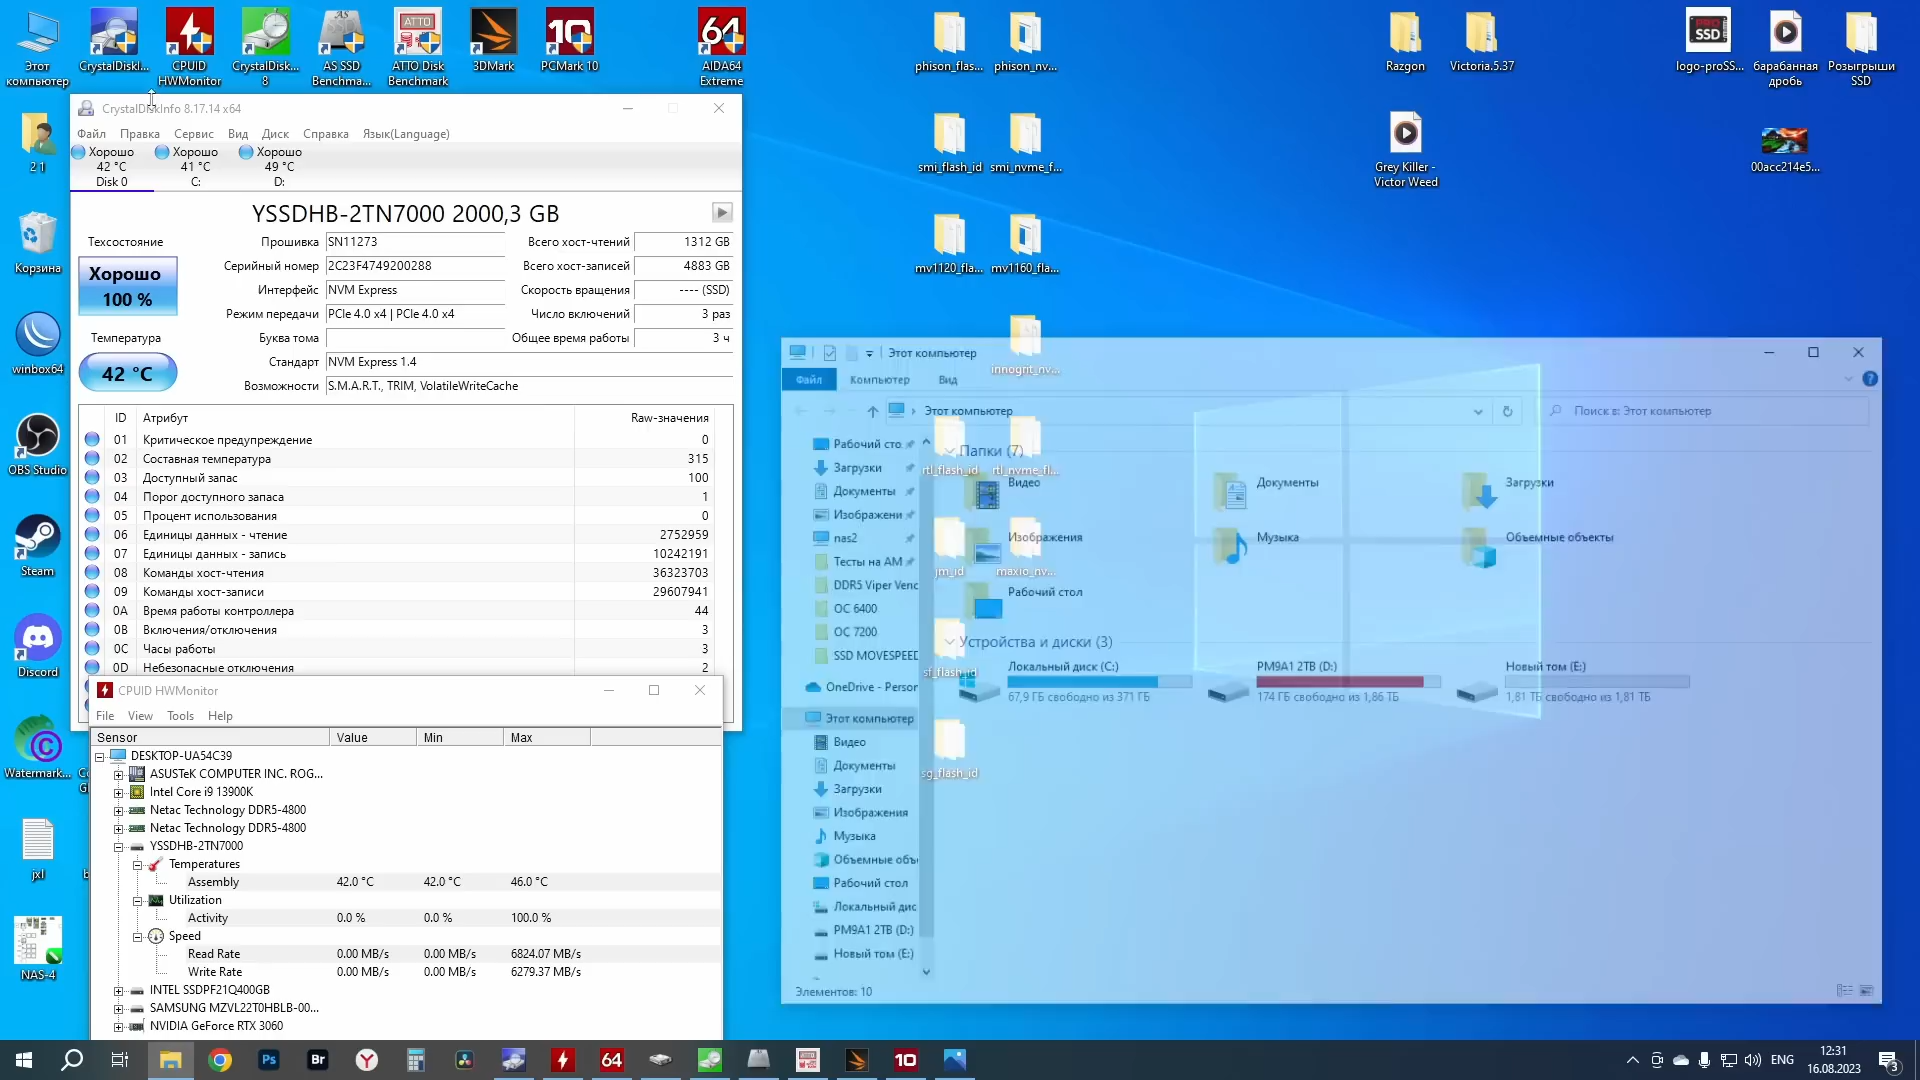 Этот компьютер
CrystalDiskI...
CPUID HWMonitor
CrystalDisk... 8
AS SSD Benchma...
ATTO Disk Benchmark
3DMark
PCMark 10
AIDA64 Extreme
phison_flas...
phison_nv...
Razgon
Victoria.5.37
logo-proSS...
барабанная дробь
Розыгрыши SSD
2 1
Корзина
winbox64
OBS Studio
Steam
Discord
Watermark...
jxl
NAS-4
smi_flash_id
smi_nvme_f...
Grey Killer - Victor Weed
00acc214e5...
mv1120_fla...
mv1160_fla...
innogrit_nv...
rtl_flash_id
rtl_nvme_fl...
jm_id
maxio_nv...
sf_flash_id
sg_flash_id
CrystalDiskInfo 8.17.14 x64
Файл Правка Сервис Вид Диск Справка Язык(Language)
Хорошо Хорошо Хорошо
42 °C 41 °C 49 °C
Disk 0 C: D:
YSSDHB-2TN7000 2000,3 GB
Техсостояние
Хорошо
100 %
Температура
42 °C
Прошивка SN11273 Всего хост-чтений 1312 GB
Серийный номер 2C23F4749200288 Всего хост-записей 4883 GB
Интерфейс NVM Express Скорость вращения ---- (SSD)
Режим передачи PCIe 4.0 x4 | PCIe 4.0 x4 Число включений 3 раз
Буква тома Общее время работы 3 ч
Стандарт NVM Express 1.4
Возможности S.M.A.R.T., TRIM, VolatileWriteCache
ID Атрибут Raw-значения
01 Критическое предупреждение 0
02 Составная температура 315
03 Доступный запас 100
04 Порог доступного запаса 1
05 Процент использования 0
06 Единицы данных - чтение 2752959
07 Единицы данных - запись 10242191
08 Команды хост-чтения 36323703
09 Команды хост-записи 29607941
0A Время работы контроллера 44
0B Включения/отключения 3
0C Часы работы 3
0D Небезопасные отключения 2
CPUID HWMonitor
File View Tools Help
Sensor Value Min Max
DESKTOP-UA54C39
ASUSTeK COMPUTER INC. ROG...
Intel Core i9 13900K
Netac Technology DDR5-4800
Netac Technology DDR5-4800
YSSDHB-2TN7000
Temperatures
Assembly 42.0 °C 42.0 °C 46.0 °C
Utilization
Activity 0.0 % 0.0 % 100.0 %
Speed
Read Rate 0.00 MB/s 0.00 MB/s 6824.07 MB/s
Write Rate 0.00 MB/s 0.00 MB/s 6279.37 MB/s
INTEL SSDPF21Q400GB
SAMSUNG MZVL22T0HBLB-00...
NVIDIA GeForce RTX 3060
Этот компьютер
Файл Компьютер Вид
Этот компьютер
Поиск в: Этот компьютер
Рабочий сто
Загрузки
Документы
Изображени
nas2
Тесты на AM
DDR5 Viper Venc
OC 6400
OC 7200
SSD MOVESPEED
OneDrive - Person
Этот компьютер
Видео
Документы
Загрузки
Изображения
Музыка
Объемные объ
Рабочий стол
Локальный дис
PM9A1 2TB (D:)
Новый том (E:)
Папки (7)
Видео
Документы
Загрузки
Изображения
Музыка
Объемные объекты
Рабочий стол
Устройства и диски (3)
Локальный диск (C:)
67,9 ГБ свободно из 371 ГБ
PM9A1 2TB (D:)
174 ГБ свободно из 1,86 ТБ
Новый том (E:)
1,81 ТБ свободно из 1,81 ТБ
Элементов: 10
ENG
12:31
16.08.2023
3